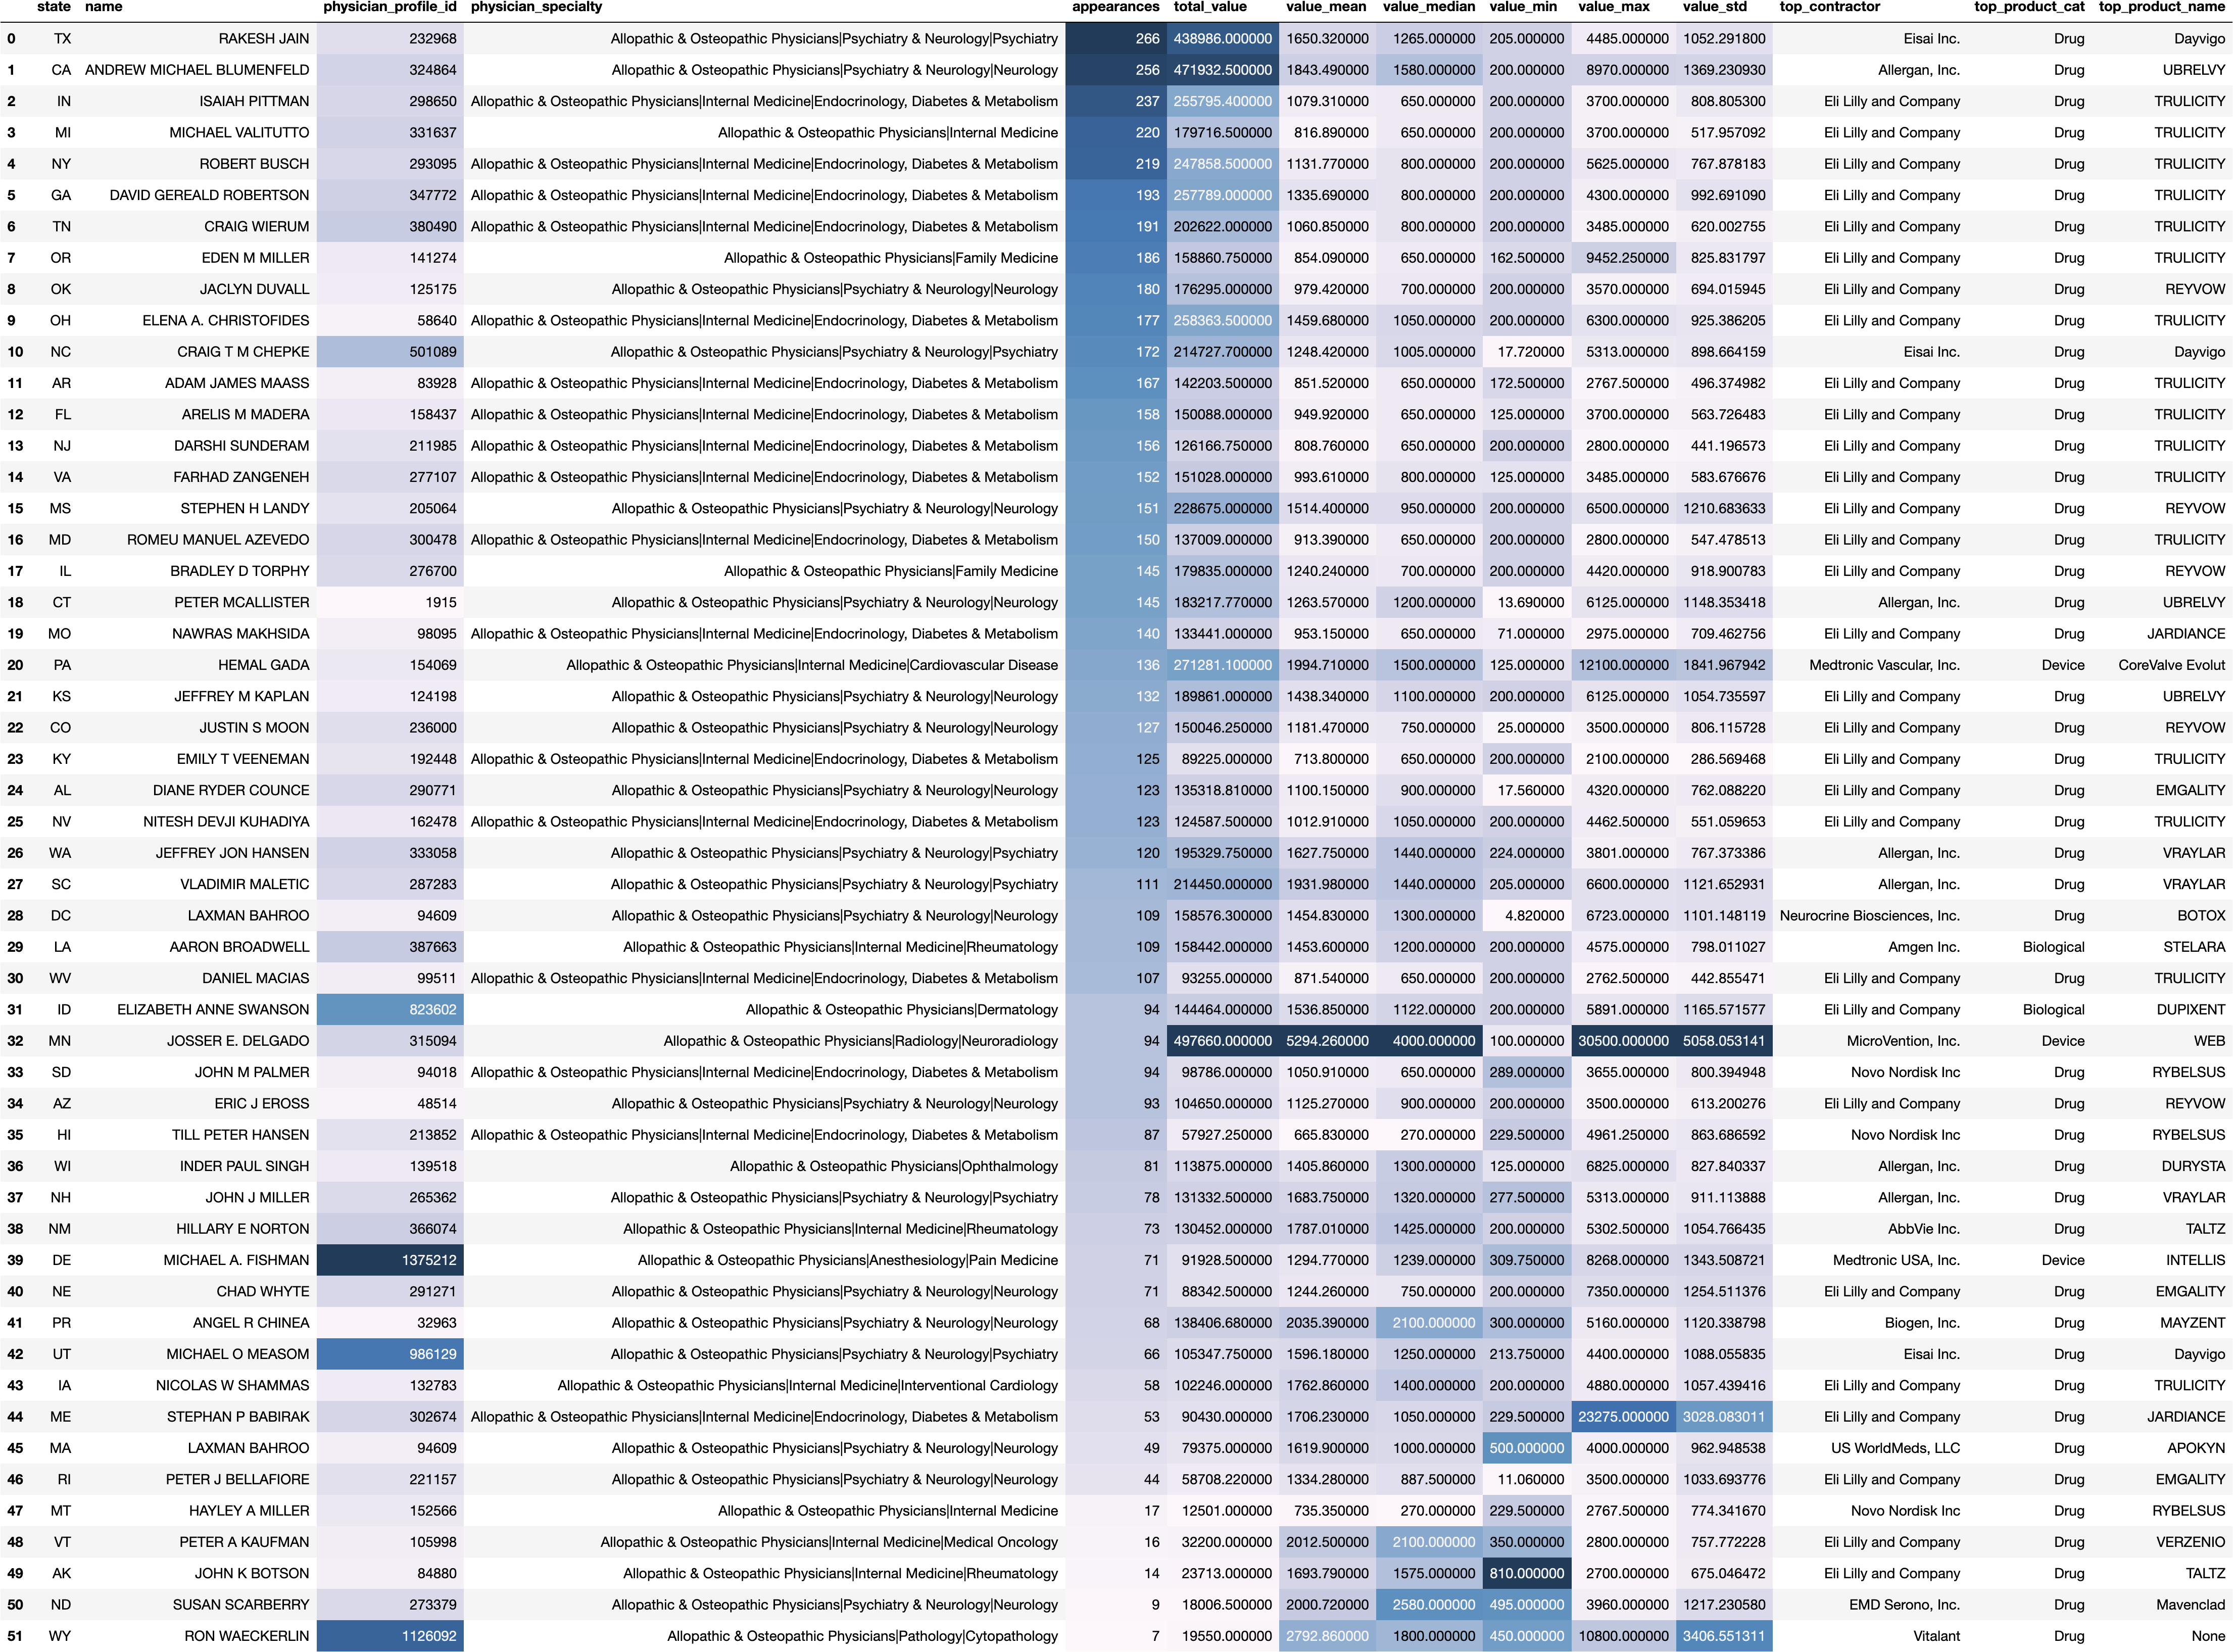 state name physician_profile_id physician_specialty appearances total_value value_mean value_median value_min value_max value_std top_contractor top_product_cat top_product_name
0 TX RAKESH JAIN 232968 Allopathic & Osteopathic Physicians|Psychiatry & Neurology|Psychiatry 266 438986.000000 1650.320000 1265.000000 205.000000 4485.000000 1052.291800 Eisai Inc. Drug Dayvigo
1 CA ANDREW MICHAEL BLUMENFELD 324864 Allopathic & Osteopathic Physicians|Psychiatry & Neurology|Neurology 256 471932.500000 1843.490000 1580.000000 200.000000 8970.000000 1369.230930 Allergan, Inc. Drug UBRELVY
2 IN ISAIAH PITTMAN 298650 Allopathic & Osteopathic Physicians|Internal Medicine|Endocrinology, Diabetes & Metabolism 237 255795.400000 1079.310000 650.000000 200.000000 3700.000000 808.805300 Eli Lilly and Company Drug TRULICITY
3 MI MICHAEL VALITUTTO 331637 Allopathic & Osteopathic Physicians|Internal Medicine 220 179716.500000 816.890000 650.000000 200.000000 3700.000000 517.957092 Eli Lilly and Company Drug TRULICITY
4 NY ROBERT BUSCH 293095 Allopathic & Osteopathic Physicians|Internal Medicine|Endocrinology, Diabetes & Metabolism 219 247858.500000 1131.770000 800.000000 200.000000 5625.000000 767.878183 Eli Lilly and Company Drug TRULICITY
5 GA DAVID GEREALD ROBERTSON 347772 Allopathic & Osteopathic Physicians|Internal Medicine|Endocrinology, Diabetes & Metabolism 193 257789.000000 1335.690000 800.000000 200.000000 4300.000000 992.691090 Eli Lilly and Company Drug TRULICITY
6 TN CRAIG WIERUM 380490 Allopathic & Osteopathic Physicians|Internal Medicine|Endocrinology, Diabetes & Metabolism 191 202622.000000 1060.850000 800.000000 200.000000 3485.000000 620.002755 Eli Lilly and Company Drug TRULICITY
7 OR EDEN M MILLER 141274 Allopathic & Osteopathic Physicians|Family Medicine 186 158860.750000 854.090000 650.000000 162.500000 9452.250000 825.831797 Eli Lilly and Company Drug TRULICITY
8 OK JACLYN DUVALL 125175 Allopathic & Osteopathic Physicians|Psychiatry & Neurology|Neurology 180 176295.000000 979.420000 700.000000 200.000000 3570.000000 694.015945 Eli Lilly and Company Drug REYVOW
9 OH ELENA A. CHRISTOFIDES 58640 Allopathic & Osteopathic Physicians|Internal Medicine|Endocrinology, Diabetes & Metabolism 177 258363.500000 1459.680000 1050.000000 200.000000 6300.000000 925.386205 Eli Lilly and Company Drug TRULICITY
10 NC CRAIG T M CHEPKE 501089 Allopathic & Osteopathic Physicians|Psychiatry & Neurology|Psychiatry 172 214727.700000 1248.420000 1005.000000 17.720000 5313.000000 898.664159 Eisai Inc. Drug Dayvigo
11 AR ADAM JAMES MAASS 83928 Allopathic & Osteopathic Physicians|Internal Medicine|Endocrinology, Diabetes & Metabolism 167 142203.500000 851.520000 650.000000 172.500000 2767.500000 496.374982 Eli Lilly and Company Drug TRULICITY
12 FL ARELIS M MADERA 158437 Allopathic & Osteopathic Physicians|Internal Medicine|Endocrinology, Diabetes & Metabolism 158 150088.000000 949.920000 650.000000 125.000000 3700.000000 563.726483 Eli Lilly and Company Drug TRULICITY
13 NJ DARSHI SUNDERAM 211985 Allopathic & Osteopathic Physicians|Internal Medicine|Endocrinology, Diabetes & Metabolism 156 126166.750000 808.760000 650.000000 200.000000 2800.000000 441.196573 Eli Lilly and Company Drug TRULICITY
14 VA FARHAD ZANGENEH 277107 Allopathic & Osteopathic Physicians|Internal Medicine|Endocrinology, Diabetes & Metabolism 152 151028.000000 993.610000 800.000000 125.000000 3485.000000 583.676676 Eli Lilly and Company Drug TRULICITY
15 MS STEPHEN H LANDY 205064 Allopathic & Osteopathic Physicians|Psychiatry & Neurology|Neurology 151 228675.000000 1514.400000 950.000000 200.000000 6500.000000 1210.683633 Eli Lilly and Company Drug REYVOW
16 MD ROMEU MANUEL AZEVEDO 300478 Allopathic & Osteopathic Physicians|Internal Medicine|Endocrinology, Diabetes & Metabolism 150 137009.000000 913.390000 650.000000 200.000000 2800.000000 547.478513 Eli Lilly and Company Drug TRULICITY
17 IL BRADLEY D TORPHY 276700 Allopathic & Osteopathic Physicians|Family Medicine 145 179835.000000 1240.240000 700.000000 200.000000 4420.000000 918.900783 Eli Lilly and Company Drug REYVOW
18 CT PETER MCALLISTER 1915 Allopathic & Osteopathic Physicians|Psychiatry & Neurology|Neurology 145 183217.770000 1263.570000 1200.000000 13.690000 6125.000000 1148.353418 Allergan, Inc. Drug UBRELVY
19 MO NAWRAS MAKHSIDA 98095 Allopathic & Osteopathic Physicians|Internal Medicine|Endocrinology, Diabetes & Metabolism 140 133441.000000 953.150000 650.000000 71.000000 2975.000000 709.462756 Eli Lilly and Company Drug JARDIANCE
20 PA HEMAL GADA 154069 Allopathic & Osteopathic Physicians|Internal Medicine|Cardiovascular Disease 136 271281.100000 1994.710000 1500.000000 125.000000 12100.000000 1841.967942 Medtronic Vascular, Inc. Device CoreValve Evolut
21 KS JEFFREY M KAPLAN 124198 Allopathic & Osteopathic Physicians|Psychiatry & Neurology|Neurology 132 189861.000000 1438.340000 1100.000000 200.000000 6125.000000 1054.735597 Eli Lilly and Company Drug UBRELVY
22 CO JUSTIN S MOON 236000 Allopathic & Osteopathic Physicians|Psychiatry & Neurology|Neurology 127 150046.250000 1181.470000 750.000000 25.000000 3500.000000 806.115728 Eli Lilly and Company Drug REYVOW
23 KY EMILY T VEENEMAN 192448 Allopathic & Osteopathic Physicians|Internal Medicine|Endocrinology, Diabetes & Metabolism 125 89225.000000 713.800000 650.000000 200.000000 2100.000000 286.569468 Eli Lilly and Company Drug TRULICITY
24 AL DIANE RYDER COUNCE 290771 Allopathic & Osteopathic Physicians|Psychiatry & Neurology|Neurology 123 135318.810000 1100.150000 900.000000 17.560000 4320.000000 762.088220 Eli Lilly and Company Drug EMGALITY
25 NV NITESH DEVJI KUHADIYA 162478 Allopathic & Osteopathic Physicians|Internal Medicine|Endocrinology, Diabetes & Metabolism 123 124587.500000 1012.910000 1050.000000 200.000000 4462.500000 551.059653 Eli Lilly and Company Drug TRULICITY
26 WA JEFFREY JON HANSEN 333058 Allopathic & Osteopathic Physicians|Psychiatry & Neurology|Psychiatry 120 195329.750000 1627.750000 1440.000000 224.000000 3801.000000 767.373386 Allergan, Inc. Drug VRAYLAR
27 SC VLADIMIR MALETIC 287283 Allopathic & Osteopathic Physicians|Psychiatry & Neurology|Psychiatry 111 214450.000000 1931.980000 1440.000000 205.000000 6600.000000 1121.652931 Allergan, Inc. Drug VRAYLAR
28 DC LAXMAN BAHROO 94609 Allopathic & Osteopathic Physicians|Psychiatry & Neurology|Neurology 109 158576.300000 1454.830000 1300.000000 4.820000 6723.000000 1101.148119 Neurocrine Biosciences, Inc. Drug BOTOX
29 LA AARON BROADWELL 387663 Allopathic & Osteopathic Physicians|Internal Medicine|Rheumatology 109 158442.000000 1453.600000 1200.000000 200.000000 4575.000000 798.011027 Amgen Inc. Biological STELARA
30 WV DANIEL MACIAS 99511 Allopathic & Osteopathic Physicians|Internal Medicine|Endocrinology, Diabetes & Metabolism 107 93255.000000 871.540000 650.000000 200.000000 2762.500000 442.855471 Eli Lilly and Company Drug TRULICITY
31 ID ELIZABETH ANNE SWANSON 823602 Allopathic & Osteopathic Physicians|Dermatology 94 144464.000000 1536.850000 1122.000000 200.000000 5891.000000 1165.571577 Eli Lilly and Company Biological DUPIXENT
32 MN JOSSER E. DELGADO 315094 Allopathic & Osteopathic Physicians|Radiology|Neuroradiology 94 497660.000000 5294.260000 4000.000000 100.000000 30500.000000 5058.053141 MicroVention, Inc. Device WEB
33 SD JOHN M PALMER 94018 Allopathic & Osteopathic Physicians|Internal Medicine|Endocrinology, Diabetes & Metabolism 94 98786.000000 1050.910000 650.000000 289.000000 3655.000000 800.394948 Novo Nordisk Inc Drug RYBELSUS
34 AZ ERIC J EROSS 48514 Allopathic & Osteopathic Physicians|Psychiatry & Neurology|Neurology 93 104650.000000 1125.270000 900.000000 200.000000 3500.000000 613.200276 Eli Lilly and Company Drug REYVOW
35 HI TILL PETER HANSEN 213852 Allopathic & Osteopathic Physicians|Internal Medicine|Endocrinology, Diabetes & Metabolism 87 57927.250000 665.830000 270.000000 229.500000 4961.250000 863.686592 Novo Nordisk Inc Drug RYBELSUS
36 WI INDER PAUL SINGH 139518 Allopathic & Osteopathic Physicians|Ophthalmology 81 113875.000000 1405.860000 1300.000000 125.000000 6825.000000 827.840337 Allergan, Inc. Drug DURYSTA
37 NH JOHN J MILLER 265362 Allopathic & Osteopathic Physicians|Psychiatry & Neurology|Psychiatry 78 131332.500000 1683.750000 1320.000000 277.500000 5313.000000 911.113888 Allergan, Inc. Drug VRAYLAR
38 NM HILLARY E NORTON 366074 Allopathic & Osteopathic Physicians|Internal Medicine|Rheumatology 73 130452.000000 1787.010000 1425.000000 200.000000 5302.500000 1054.766435 AbbVie Inc. Drug TALTZ
39 DE MICHAEL A. FISHMAN 1375212 Allopathic & Osteopathic Physicians|Anesthesiology|Pain Medicine 71 91928.500000 1294.770000 1239.000000 309.750000 8268.000000 1343.508721 Medtronic USA, Inc. Device INTELLIS
40 NE CHAD WHYTE 291271 Allopathic & Osteopathic Physicians|Psychiatry & Neurology|Neurology 71 88342.500000 1244.260000 750.000000 200.000000 7350.000000 1254.511376 Eli Lilly and Company Drug EMGALITY
41 PR ANGEL R CHINEA 32963 Allopathic & Osteopathic Physicians|Psychiatry & Neurology|Neurology 68 138406.680000 2035.390000 2100.000000 300.000000 5160.000000 1120.338798 Biogen, Inc. Drug MAYZENT
42 UT MICHAEL O MEASOM 986129 Allopathic & Osteopathic Physicians|Psychiatry & Neurology|Psychiatry 66 105347.750000 1596.180000 1250.000000 213.750000 4400.000000 1088.055835 Eisai Inc. Drug Dayvigo
43 IA NICOLAS W SHAMMAS 132783 Allopathic & Osteopathic Physicians|Internal Medicine|Interventional Cardiology 58 102246.000000 1762.860000 1400.000000 200.000000 4880.000000 1057.439416 Eli Lilly and Company Drug TRULICITY
44 ME STEPHAN P BABIRAK 302674 Allopathic & Osteopathic Physicians|Internal Medicine|Endocrinology, Diabetes & Metabolism 53 90430.000000 1706.230000 1050.000000 229.500000 23275.000000 3028.083011 Eli Lilly and Company Drug JARDIANCE
45 MA LAXMAN BAHROO 94609 Allopathic & Osteopathic Physicians|Psychiatry & Neurology|Neurology 49 79375.000000 1619.900000 1000.000000 500.000000 4000.000000 962.948538 US WorldMeds, LLC Drug APOKYN
46 RI PETER J BELLAFIORE 221157 Allopathic & Osteopathic Physicians|Psychiatry & Neurology|Neurology 44 58708.220000 1334.280000 887.500000 11.060000 3500.000000 1033.693776 Eli Lilly and Company Drug EMGALITY
47 MT HAYLEY A MILLER 152566 Allopathic & Osteopathic Physicians|Internal Medicine 17 12501.000000 735.350000 270.000000 229.500000 2767.500000 774.341670 Novo Nordisk Inc Drug RYBELSUS
48 VT PETER A KAUFMAN 105998 Allopathic & Osteopathic Physicians|Internal Medicine|Medical Oncology 16 32200.000000 2012.500000 2100.000000 350.000000 2800.000000 757.772228 Eli Lilly and Company Drug VERZENIO
49 AK JOHN K BOTSON 84880 Allopathic & Osteopathic Physicians|Internal Medicine|Rheumatology 14 23713.000000 1693.790000 1575.000000 810.000000 2700.000000 675.046472 Eli Lilly and Company Drug TALTZ
50 ND SUSAN SCARBERRY 273379 Allopathic & Osteopathic Physicians|Psychiatry & Neurology|Neurology 9 18006.500000 2000.720000 2580.000000 495.000000 3960.000000 1217.230580 EMD Serono, Inc. Drug Mavenclad
51 WY RON WAECKERLIN 1126092 Allopathic & Osteopathic Physicians|Pathology|Cytopathology 7 19550.000000 2792.860000 1800.000000 450.000000 10800.000000 3406.551311 Vitalant Drug None